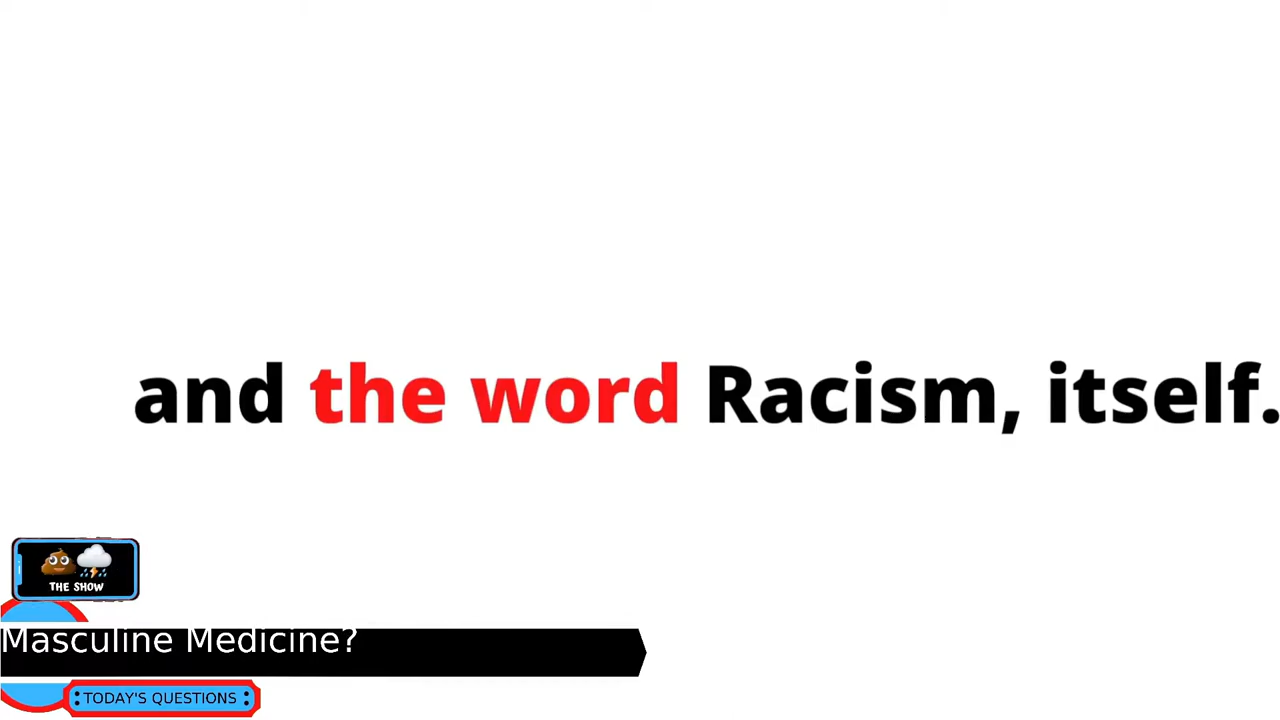 and the word Racism, itself.
THE SHOW
Masculine Medicine?
TODAY'S QUESTIONS